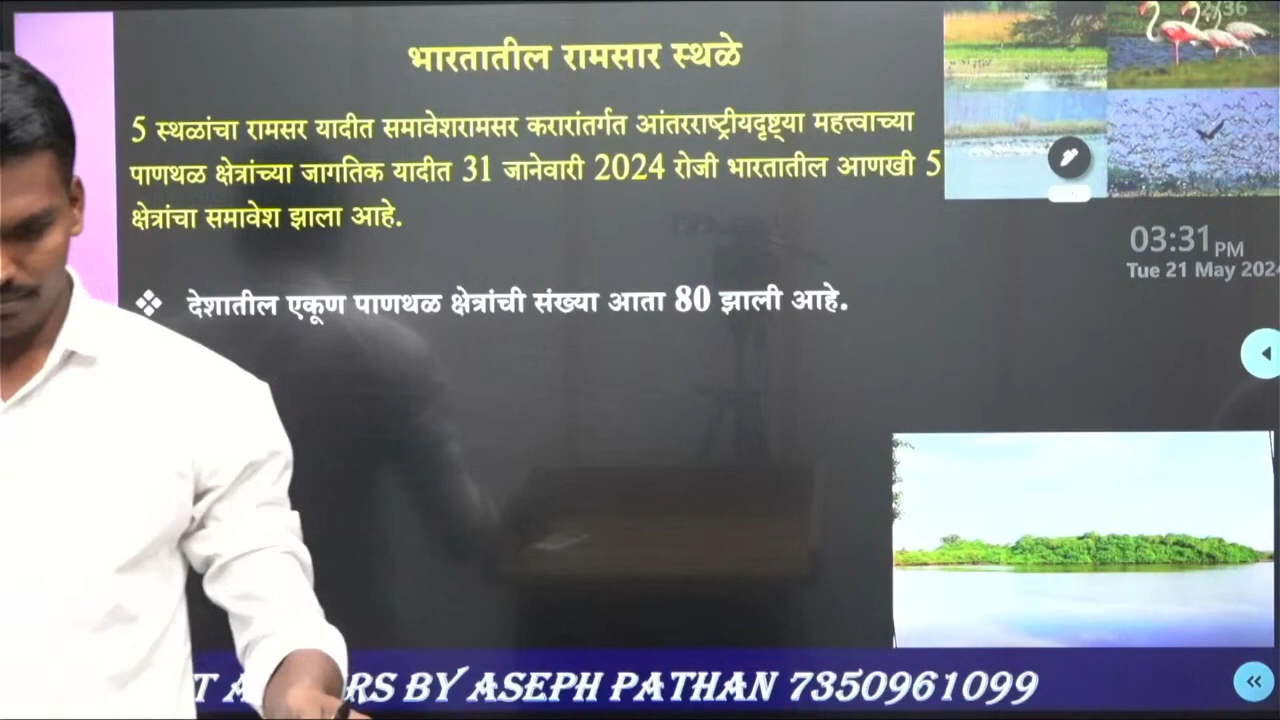 भारतातील रामसार स्थळे
5 स्थळांचा रामसर यादीत समावेशरामसर करारांतर्गत आंतरराष्ट्रीयदृष्ट्या महत्त्वाच्या
पाणथळ क्षेत्रांच्या जागतिक यादीत 31 जानेवारी 2024 रोजी भारतातील आणखी 5
क्षेत्रांचा समावेश झाला आहे.
❖ देशातील एकूण पाणथळ क्षेत्रांची संख्या आता 80 झाली आहे.
03:31 PM
Tue 21 May 2024
BY ASEPH PATHAN 7350961099